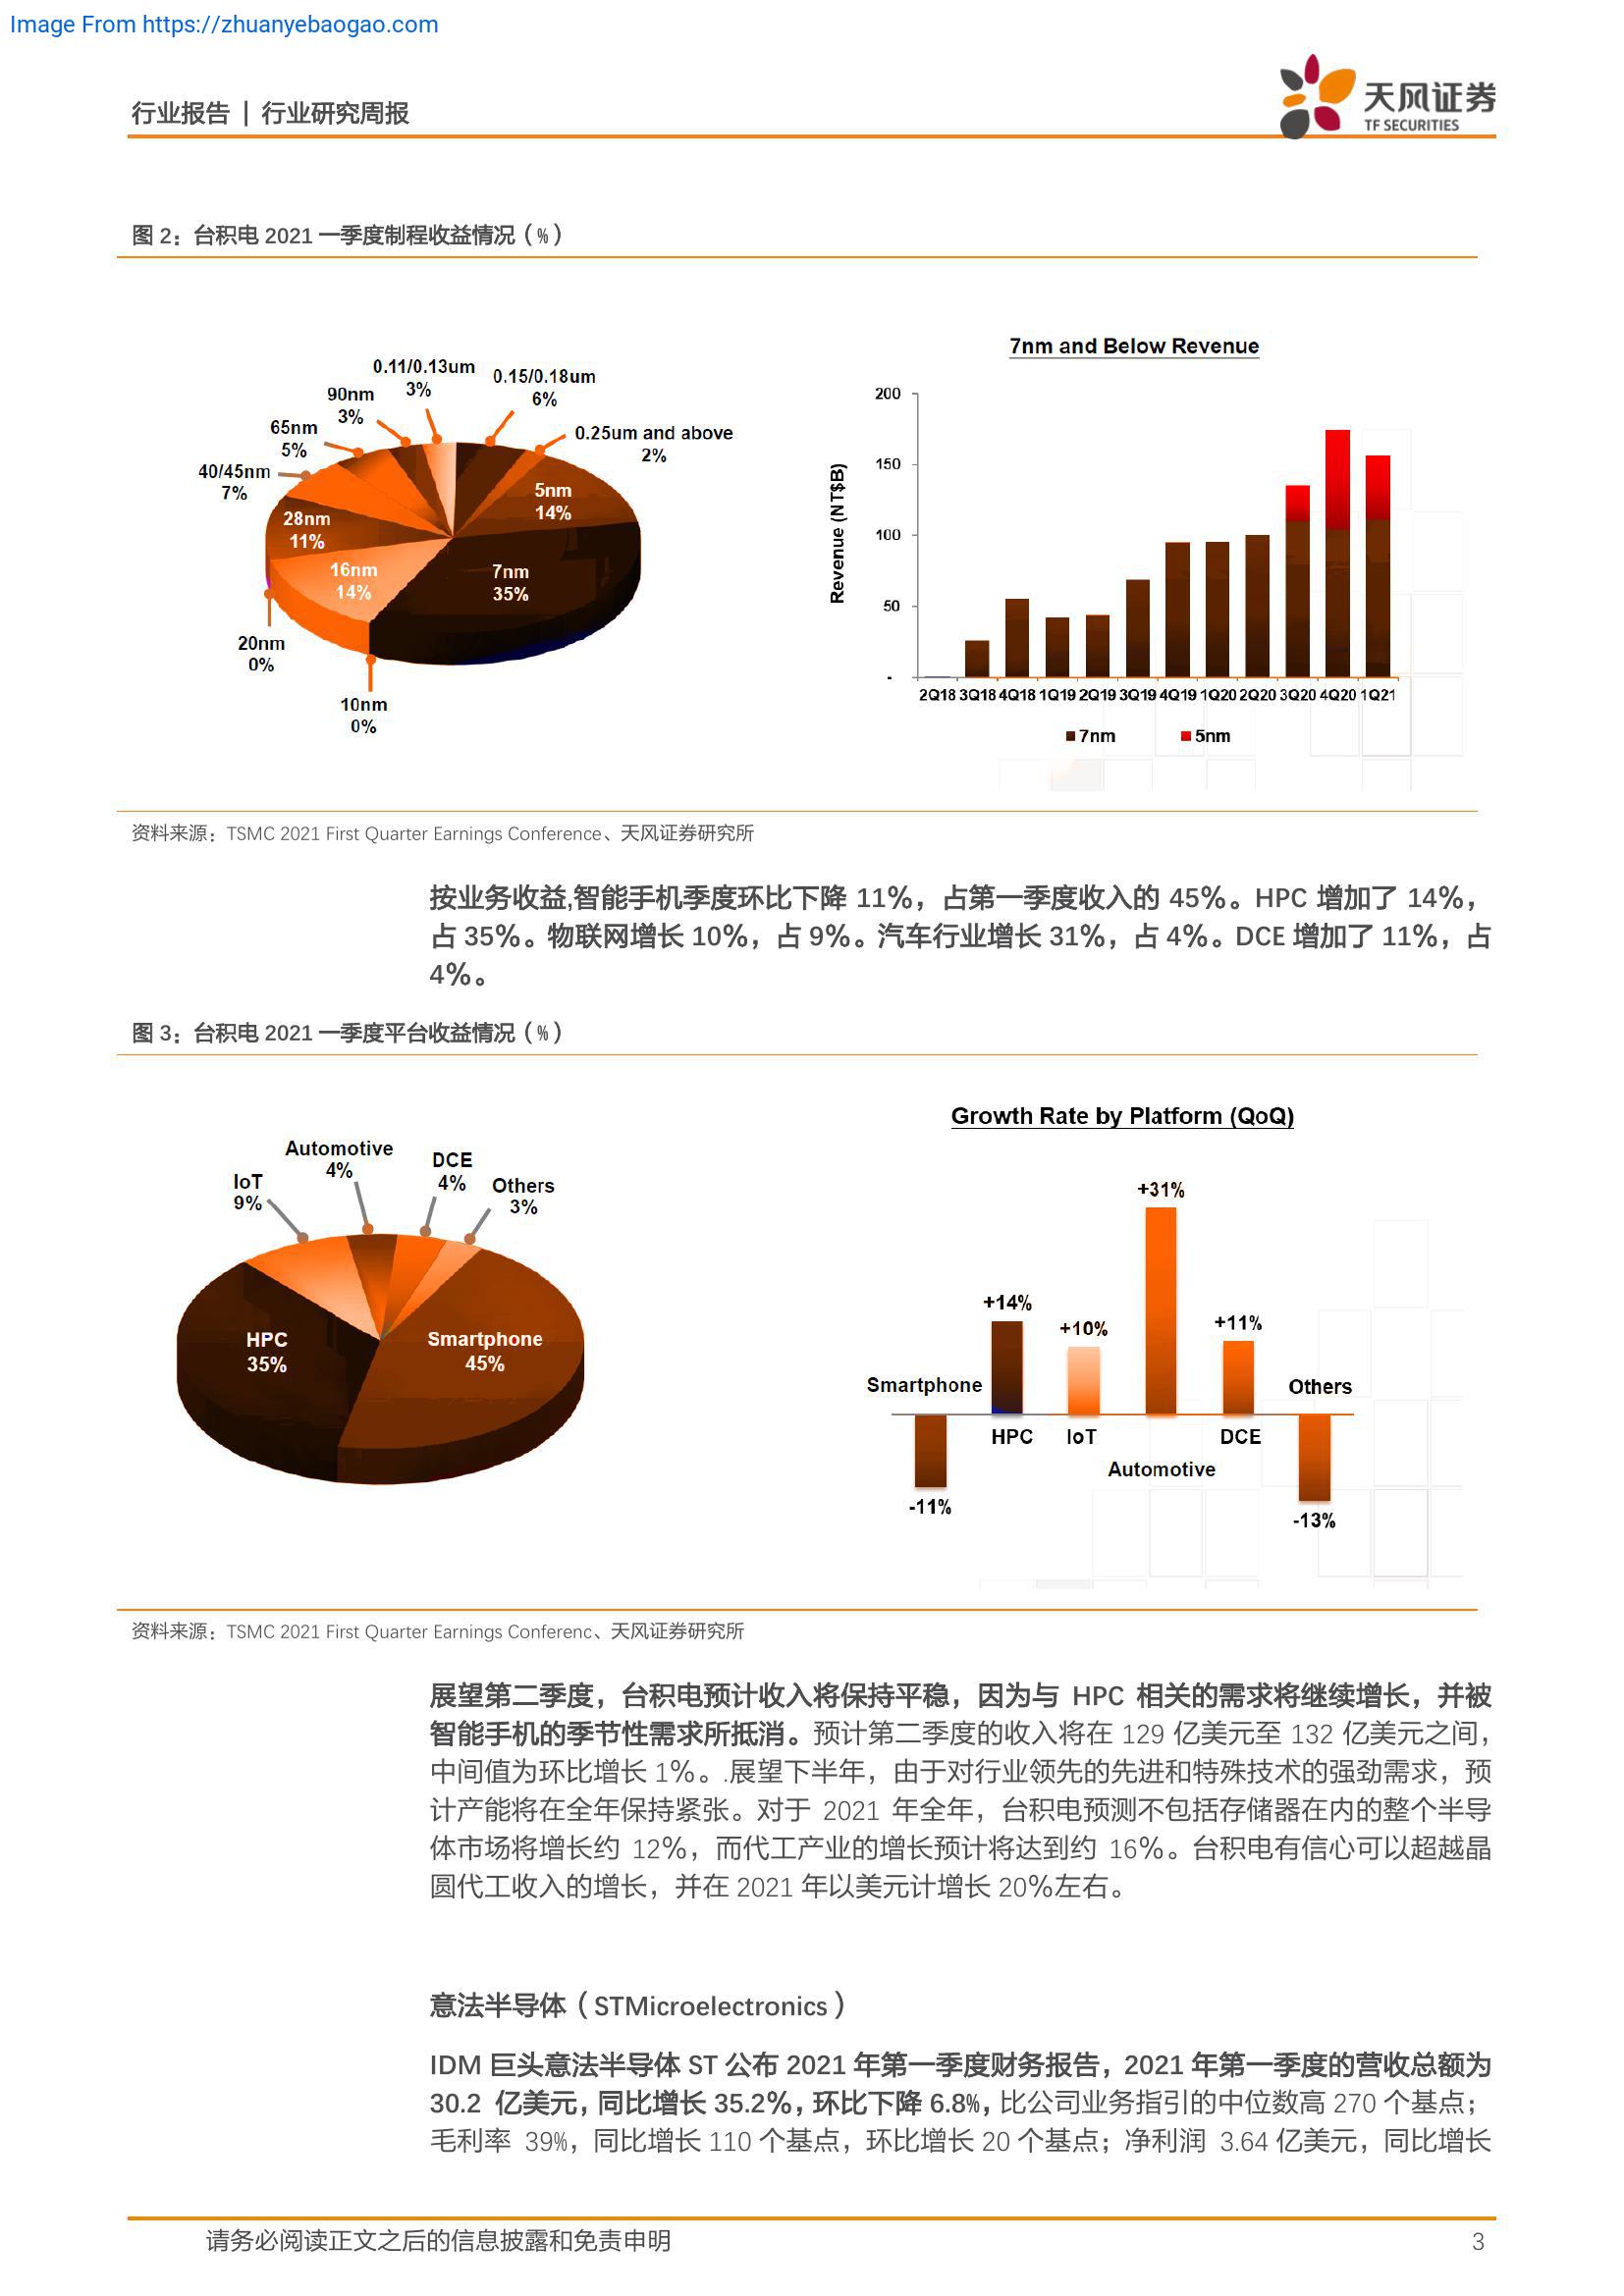 Image From https://zhuanyebaogao.com
行业报告 | 行业研究周报
天风证券
TF SECURITIES
图 2：台积电 2021 一季度制程收益情况（%）
0.11/0.13um
3%
0.15/0.18um
6%
90nm
3%
65nm
5%
0.25um and above
2%
40/45nm
7%
5nm
14%
28nm
11%
16nm
14%
7nm
35%
20nm
0%
10nm
0%
7nm and Below Revenue
Revenue (NT$B)
200
150
100
50
-
2Q18 3Q18 4Q18 1Q19 2Q19 3Q19 4Q19 1Q20 2Q20 3Q20 4Q20 1Q21
7nm 5nm
资料来源：TSMC 2021 First Quarter Earnings Conference、天风证券研究所
按业务收益,智能手机季度环比下降 11%，占第一季度收入的 45%。HPC 增加了 14%，
占 35%。物联网增长 10%，占 9%。汽车行业增长 31%，占 4%。DCE 增加了 11%，占
4%。
图 3：台积电 2021 一季度平台收益情况（%）
Automotive
4%
DCE
4%
IoT
9%
Others
3%
HPC
35%
Smartphone
45%
Growth Rate by Platform (QoQ)
+31%
+14%
+10%
+11%
Smartphone
Others
HPC
IoT
DCE
Automotive
-11%
-13%
资料来源：TSMC 2021 First Quarter Earnings Conferenc、天风证券研究所
展望第二季度，台积电预计收入将保持平稳，因为与 HPC 相关的需求将继续增长，并被
智能手机的季节性需求所抵消。预计第二季度的收入将在 129 亿美元至 132 亿美元之间，
中间值为环比增长 1%。.展望下半年，由于对行业领先的先进和特殊技术的强劲需求，预
计产能将在全年保持紧张。对于 2021 年全年，台积电预测不包括存储器在内的整个半导
体市场将增长约 12%，而代工产业的增长预计将达到约 16%。台积电有信心可以超越晶
圆代工收入的增长，并在 2021 年以美元计增长 20%左右。
意法半导体（STMicroelectronics）
IDM 巨头意法半导体 ST 公布 2021 年第一季度财务报告，2021 年第一季度的营收总额为
30.2 亿美元，同比增长 35.2%，环比下降 6.8%，比公司业务指引的中位数高 270 个基点；
毛利率 39%，同比增长 110 个基点，环比增长 20 个基点；净利润 3.64 亿美元，同比增长
请务必阅读正文之后的信息披露和免责申明
3